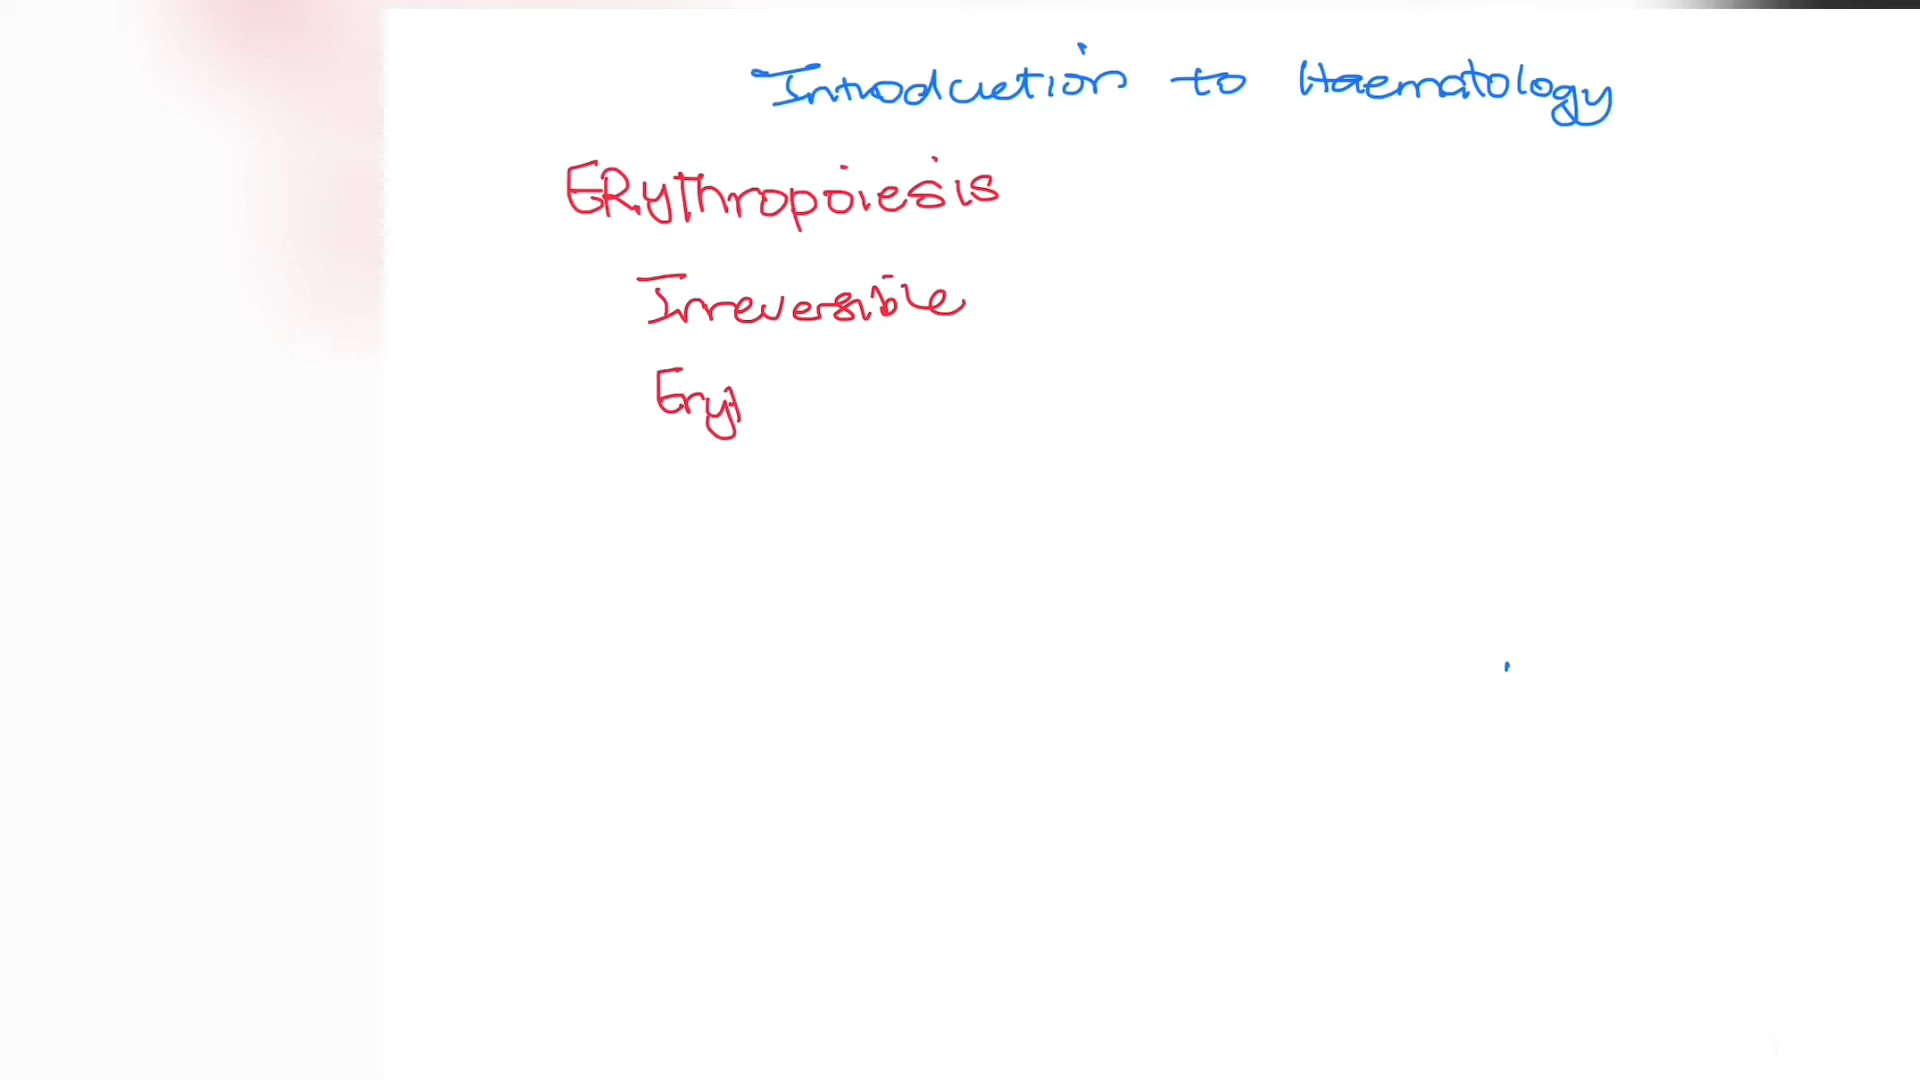 Introduction to Haematology
ERythropoiesis
Irreversible
Ery